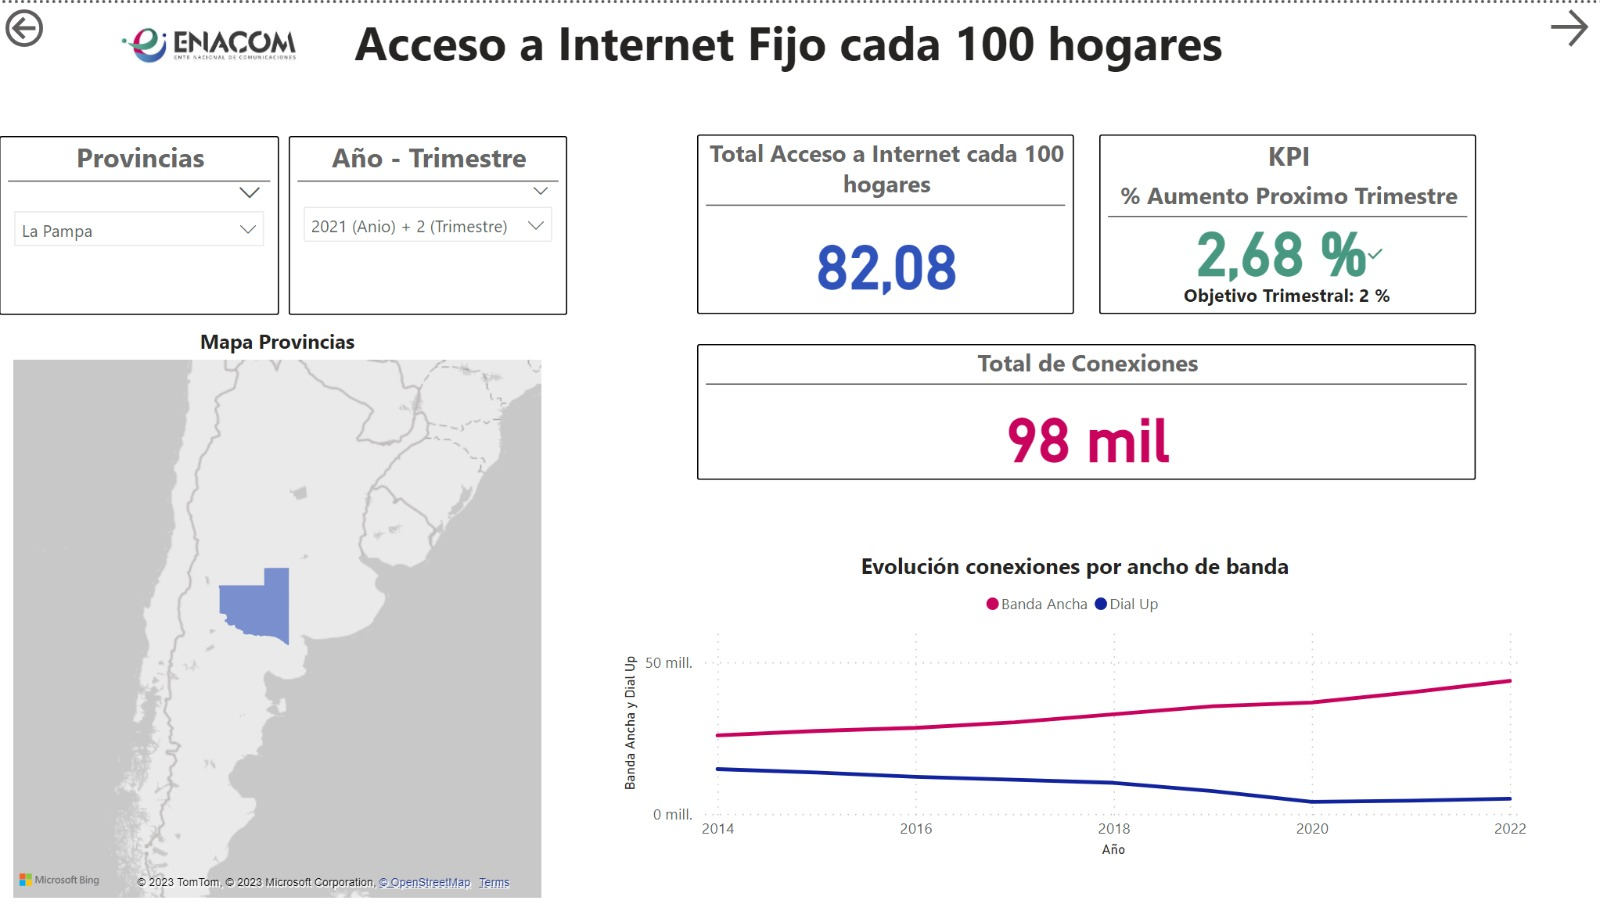 ENACOM
ENTE NACIONAL DE COMUNICACIONES
Acceso a Internet Fijo cada 100 hogares
Provincias
La Pampa
Año - Trimestre
2021 (Anio) + 2 (Trimestre)
Total Acceso a Internet cada 100
hogares
82,08
KPI
% Aumento Proximo Trimestre
2,68 %
Objetivo Trimestral: 2 %
Mapa Provincias
Total de Conexiones
98 mil
Microsoft Bing
© 2023 TomTom, © 2023 Microsoft Corporation, © OpenStreetMap Terms
Evolución conexiones por ancho de banda
Banda Ancha Dial Up
Banda Ancha y Dial Up
50 mill.
0 mill.
2014 2016 2018 2020 2022
Año